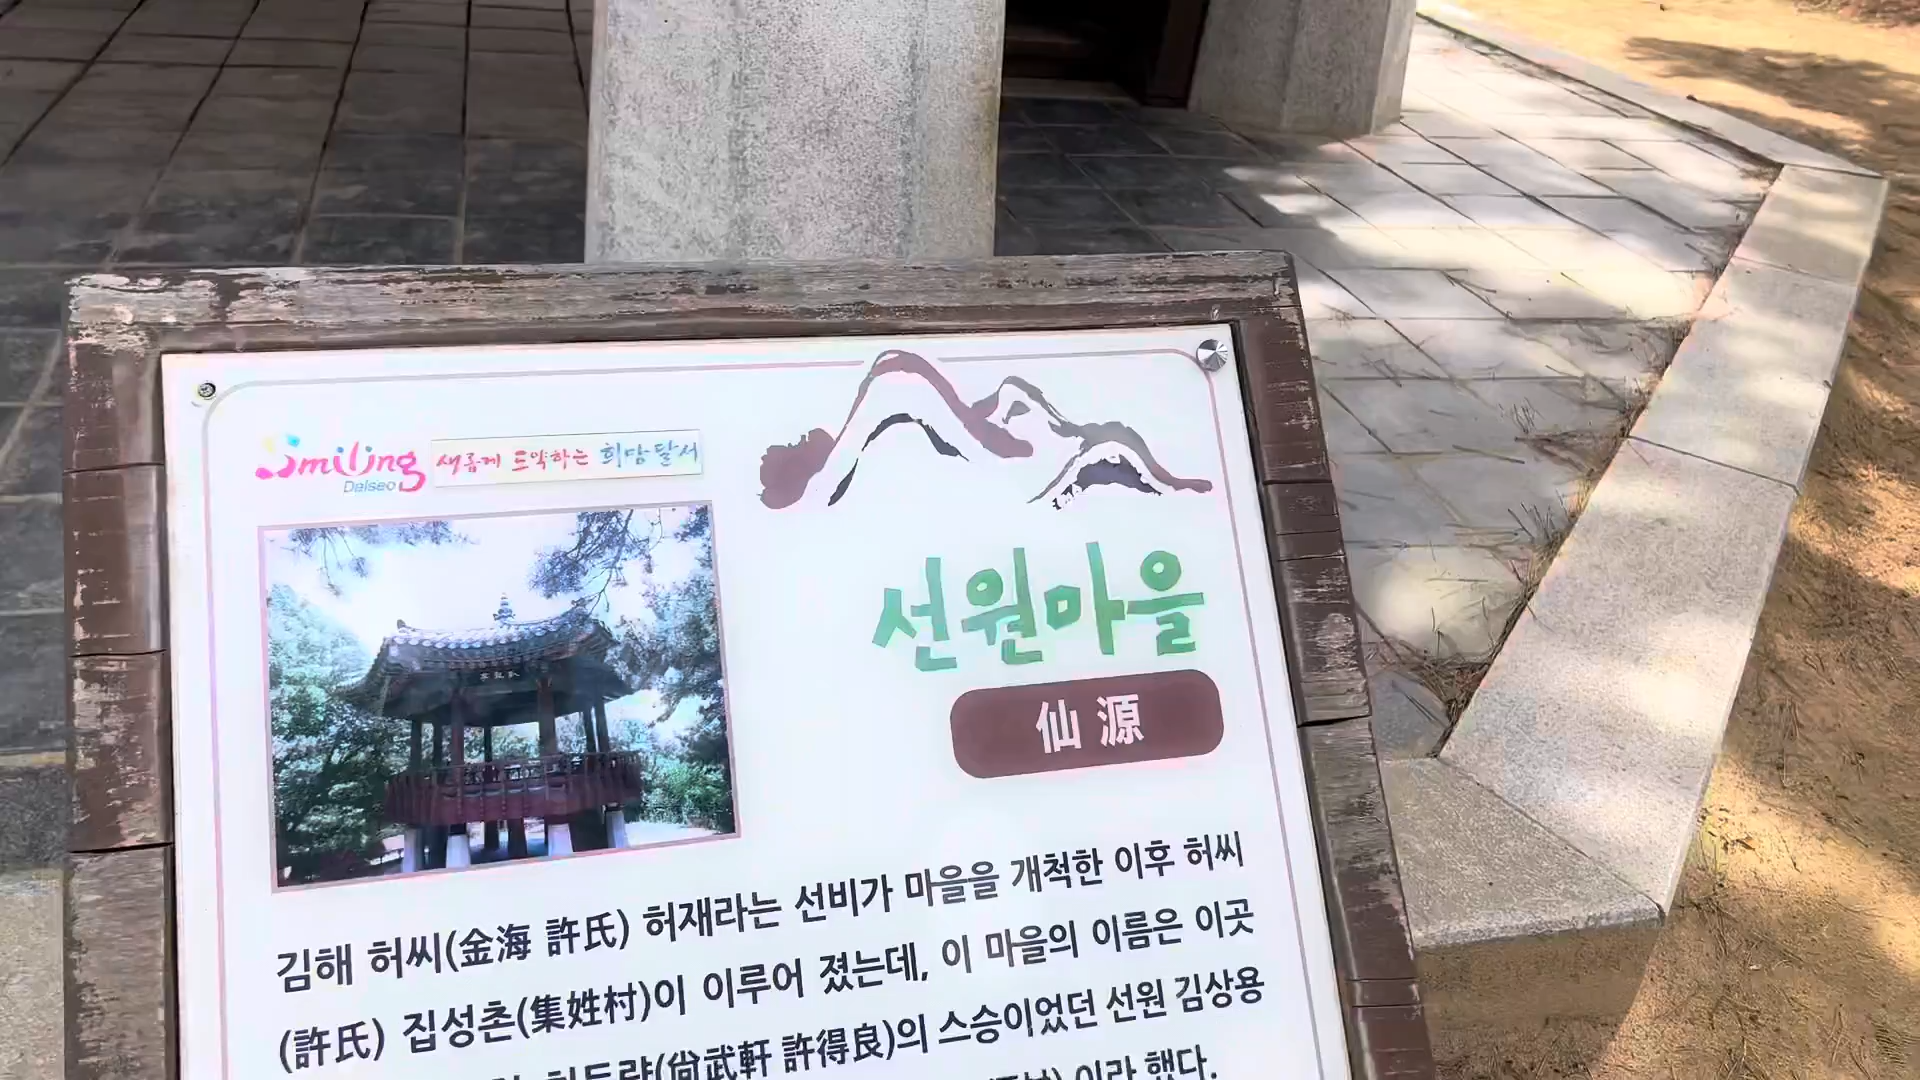 Smiling
Dalseo
새롭게 도약하는 희망달서
선원마을
仙源
김해 허씨(金海 許氏) 허재라는 선비가 마을을 개척한 이후 허씨
(許氏) 집성촌(集姓村)이 이루어 졌는데, 이 마을의 이름은 이곳
허득량(尙武軒 許得良)의 스승이었던 선원 김상용
이라 했다.